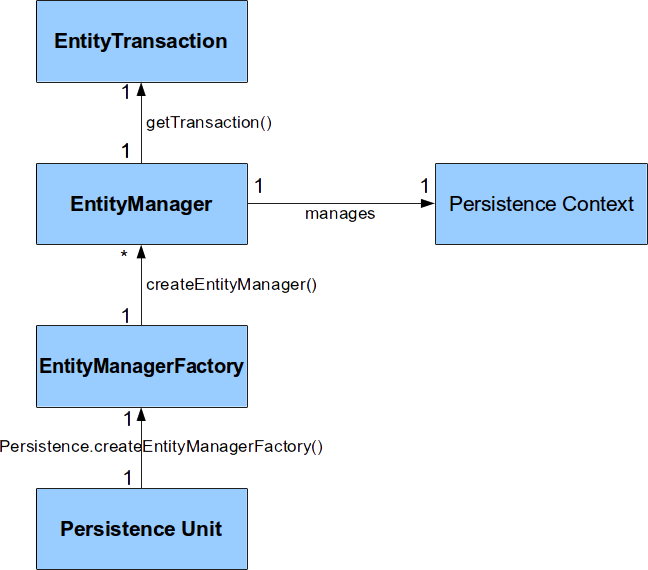 EntityTransaction
1
getTransaction()
1
EntityManager
1
1
manages
Persistence Context
*
createEntityManager()
1
EntityManagerFactory
1
Persistence.createEntityManagerFactory()
1
Persistence Unit